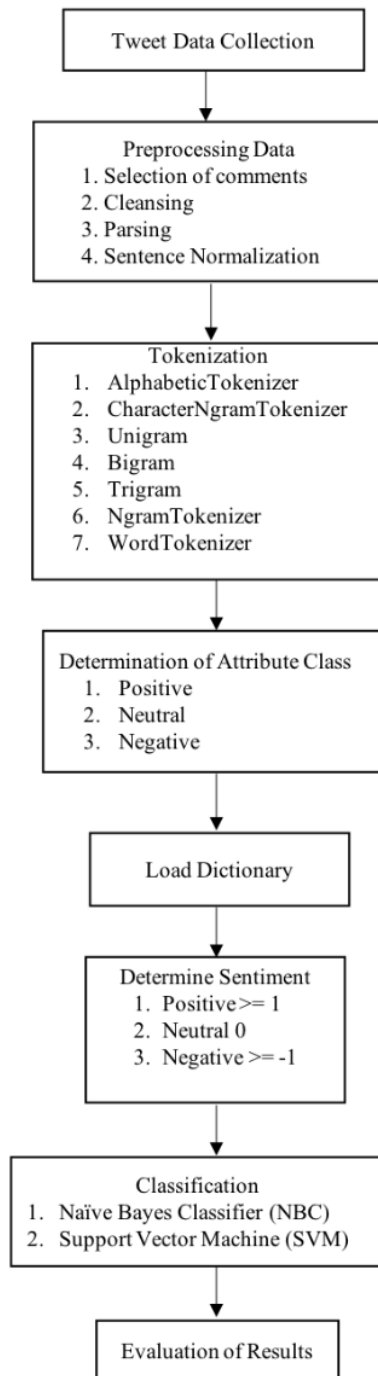 Tweet Data Collection
Preprocessing Data
1. Selection of comments
2. Cleansing
3. Parsing
4. Sentence Normalization
Tokenization
1. AlphabeticTokenizer
2. CharacterNgramTokenizer
3. Unigram
4. Bigram
5. Trigram
6. NgramTokenizer
7. WordTokenizer
Determination of Attribute Class
1. Positive
2. Neutral
3. Negative
Load Dictionary
Determine Sentiment
1. Positive >= 1
2. Neutral 0
3. Negative >= -1
Classification
1. Naïve Bayes Classifier (NBC)
2. Support Vector Machine (SVM)
Evaluation of Results